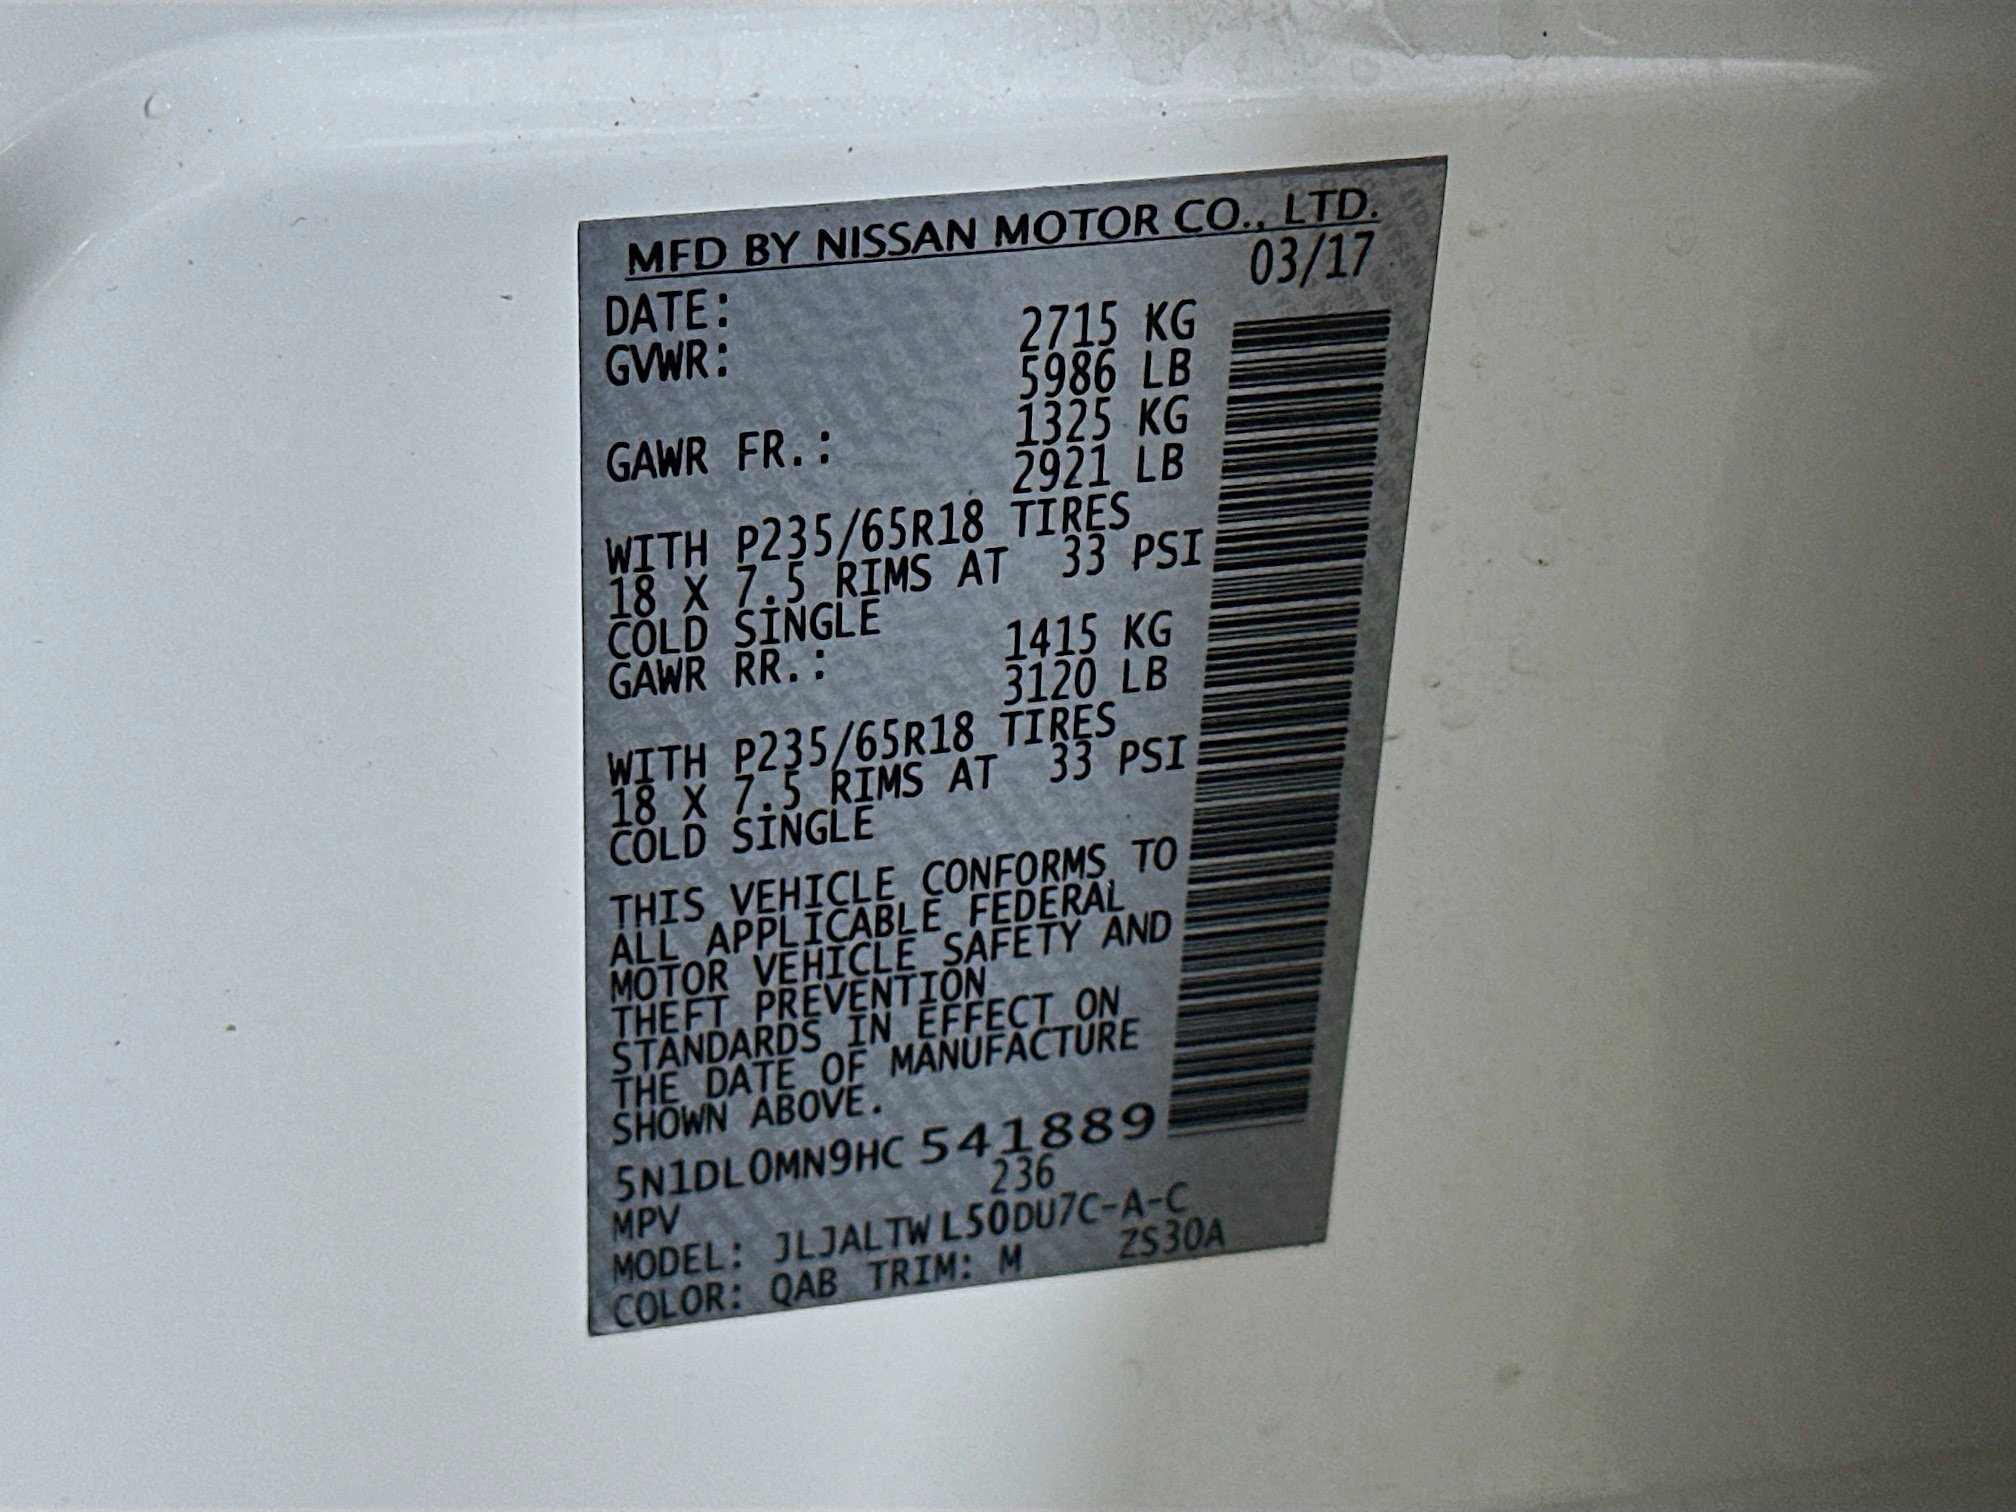 MFD BY NISSAN MOTOR CO., LTD.
DATE: 03/17
GVWR: 2715 KG
5986 LB
GAWR FR.: 1325 KG
2921 LB
WITH P235/65R18 TIRES
18 X 7.5 RIMS AT 33 PSI
COLD SINGLE
GAWR RR.: 1415 KG
3120 LB
WITH P235/65R18 TIRES
18 X 7.5 RIMS AT 33 PSI
COLD SINGLE
THIS VEHICLE CONFORMS TO
ALL APPLICABLE FEDERAL
MOTOR VEHICLE SAFETY AND
THEFT PREVENTION
STANDARDS IN EFFECT ON
THE DATE OF MANUFACTURE
SHOWN ABOVE.
5N1DL0MN9HC 541889
MPV 236
MODEL: JLJALTW L50DU7C-A-C
COLOR: QAB TRIM: M ZS30A